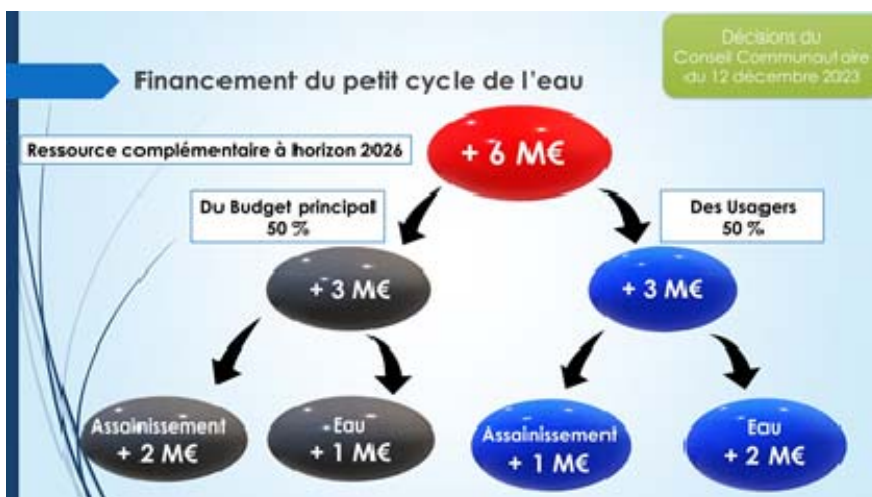 Décisions du
Conseil Communautaire
du 12 décembre 2023
Financement du petit cycle de l'eau
Ressource complémentaire à lhorizon 2026
+ 6 M€
Du Budget principal
50 %
Des Usagers
50 %
+ 3 M€
+ 3 M€
Assainissement
+ 2 M€
Eau
+ 1 M€
Assainissement
+ 1 M€
Eau
+ 2 M€